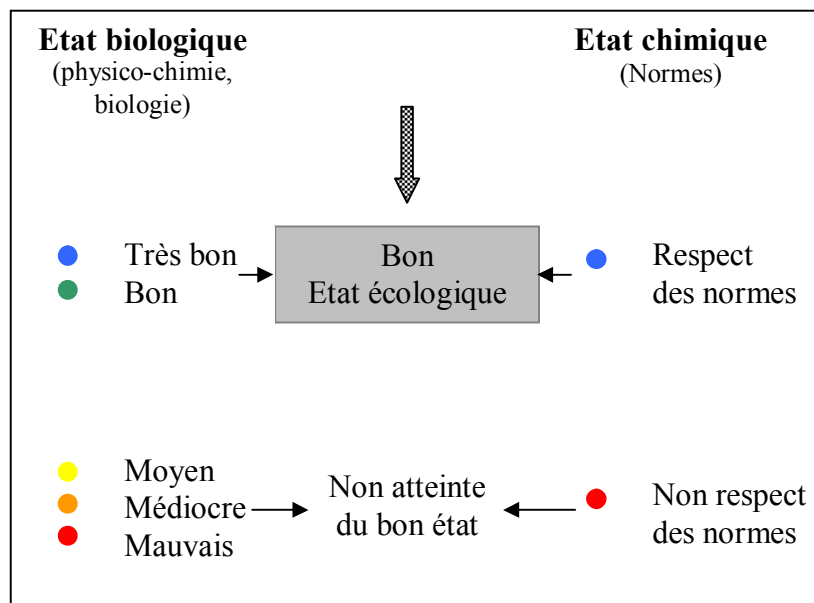 Etat biologique
(physico-chimie,
biologie)
Etat chimique
(Normes)
Très bon
Bon
Bon
Etat écologique
Respect
des normes
Moyen
Médiocre
Mauvais
Non atteinte
du bon état
Non respect
des normes